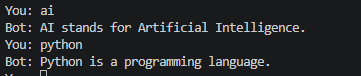 You: ai
Bot: AI stands for Artificial Intelligence.
You: python
Bot: Python is a programming language.